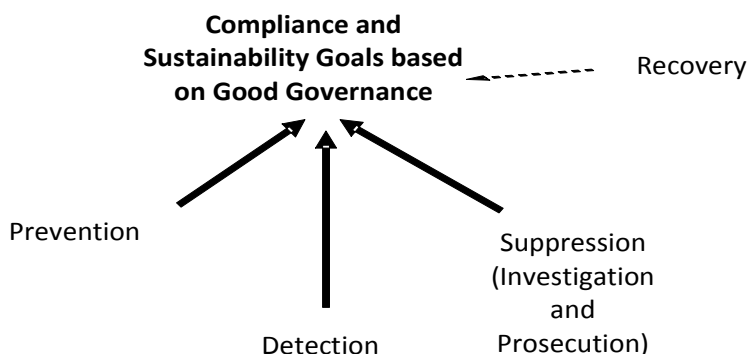 Compliance and
Sustainability Goals based
on Good Governance
Recovery
Prevention
Suppression
(Investigation
and
Prosecution)
Detection